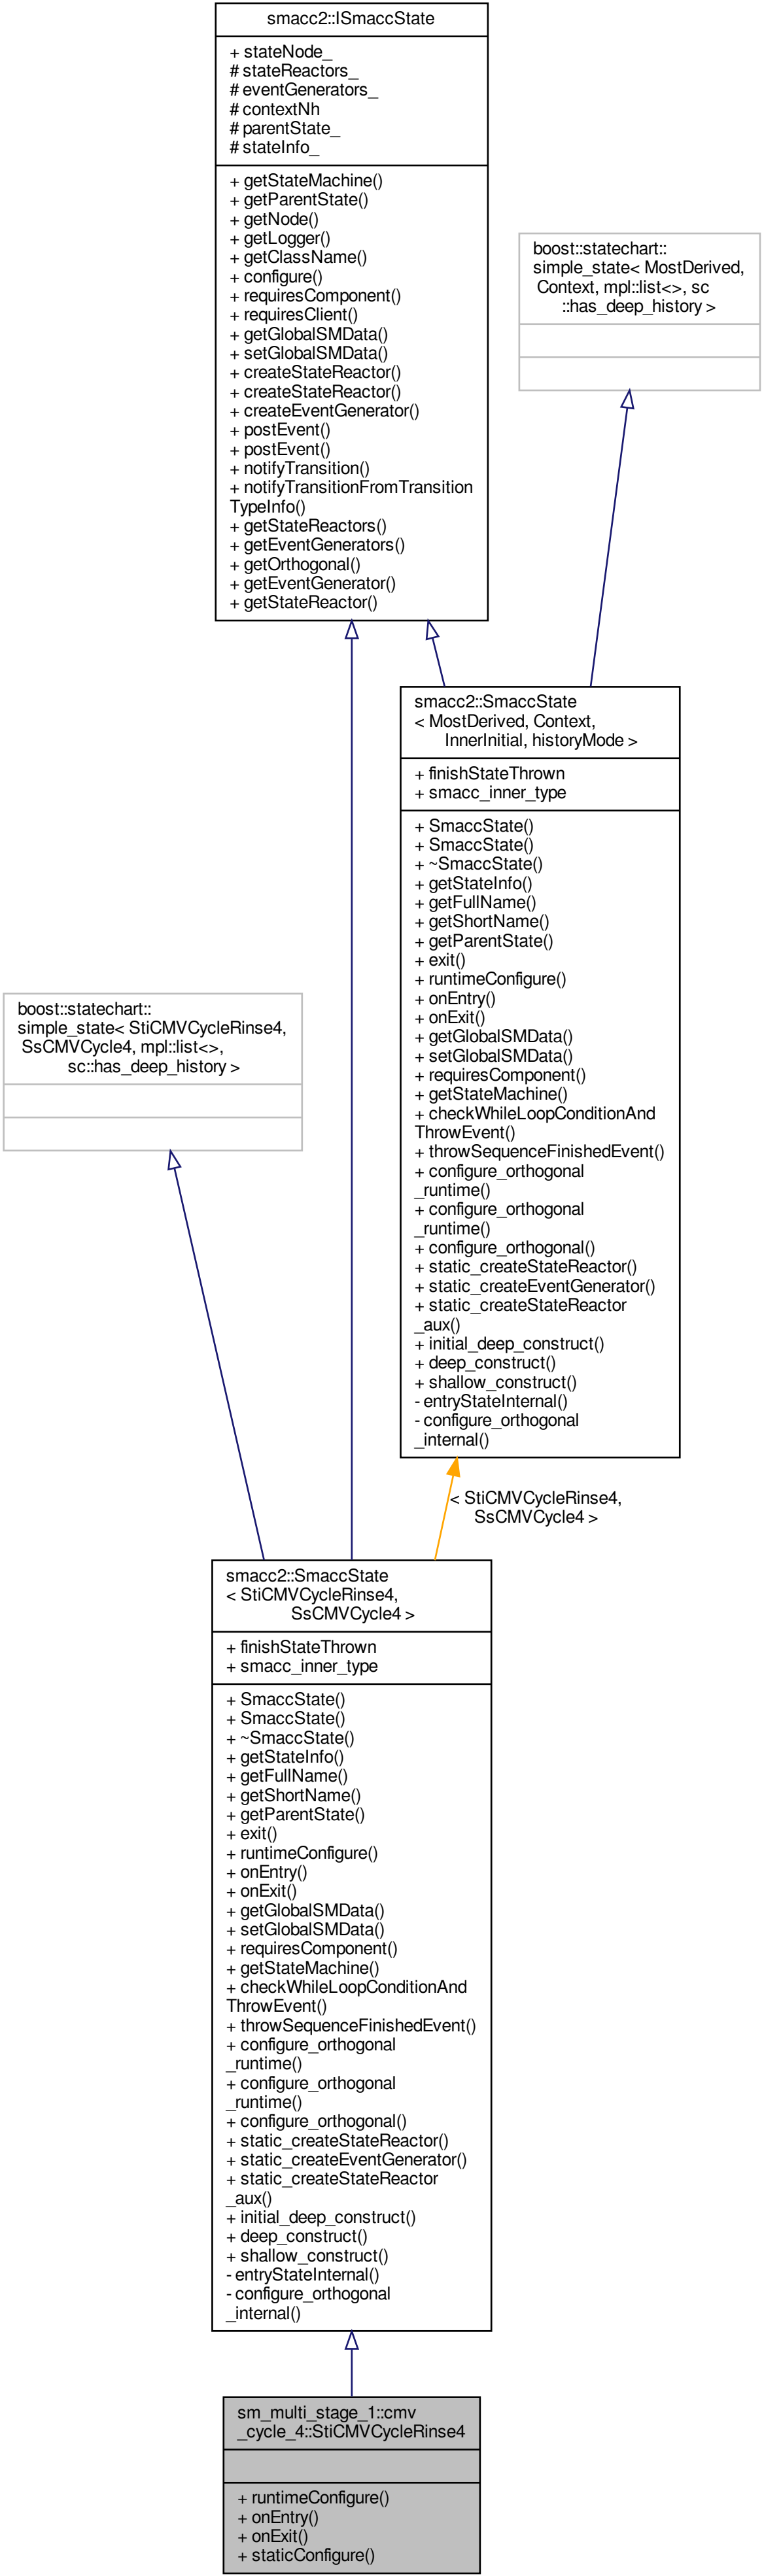 smacc2::ISmaccState
+ stateNode_
# stateReactors_
# eventGenerators_
# contextNh
# parentState_
# stateInfo_
+ getStateMachine()
+ getParentState()
+ getNode()
+ getLogger()
+ getClassName()
+ configure()
+ requiresComponent()
+ requiresClient()
+ getGlobalSMData()
+ setGlobalSMData()
+ createStateReactor()
+ createStateReactor()
+ createEventGenerator()
+ postEvent()
+ postEvent()
+ notifyTransition()
+ notifyTransitionFromTransition
TypeInfo()
+ getStateReactors()
+ getEventGenerators()
+ getOrthogonal()
+ getEventGenerator()
+ getStateReactor()
boost::statechart::
simple_state< MostDerived,
Context, mpl::list<>, sc
::has_deep_history >
smacc2::SmaccState
< MostDerived, Context,
InnerInitial, historyMode >
+ finishStateThrown
+ smacc_inner_type
+ SmaccState()
+ SmaccState()
+ ~SmaccState()
+ getStateInfo()
+ getFullName()
+ getShortName()
+ getParentState()
+ exit()
+ runtimeConfigure()
+ onEntry()
+ onExit()
+ getGlobalSMData()
+ setGlobalSMData()
+ requiresComponent()
+ getStateMachine()
+ checkWhileLoopConditionAnd
ThrowEvent()
+ throwSequenceFinishedEvent()
+ configure_orthogonal
_runtime()
+ configure_orthogonal
_runtime()
+ configure_orthogonal()
+ static_createStateReactor()
+ static_createEventGenerator()
+ static_createStateReactor
_aux()
+ initial_deep_construct()
+ deep_construct()
+ shallow_construct()
- entryStateInternal()
- configure_orthogonal
_internal()
boost::statechart::
simple_state< StiCMVCycleRinse4,
SsCMVCycle4, mpl::list<>,
sc::has_deep_history >
< StiCMVCycleRinse4,
SsCMVCycle4 >
smacc2::SmaccState
< StiCMVCycleRinse4,
SsCMVCycle4 >
+ finishStateThrown
+ smacc_inner_type
+ SmaccState()
+ SmaccState()
+ ~SmaccState()
+ getStateInfo()
+ getFullName()
+ getShortName()
+ getParentState()
+ exit()
+ runtimeConfigure()
+ onEntry()
+ onExit()
+ getGlobalSMData()
+ setGlobalSMData()
+ requiresComponent()
+ getStateMachine()
+ checkWhileLoopConditionAnd
ThrowEvent()
+ throwSequenceFinishedEvent()
+ configure_orthogonal
_runtime()
+ configure_orthogonal
_runtime()
+ configure_orthogonal()
+ static_createStateReactor()
+ static_createEventGenerator()
+ static_createStateReactor
_aux()
+ initial_deep_construct()
+ deep_construct()
+ shallow_construct()
- entryStateInternal()
- configure_orthogonal
_internal()
sm_multi_stage_1::cmv
_cycle_4::StiCMVCycleRinse4
+ runtimeConfigure()
+ onEntry()
+ onExit()
+ staticConfigure()